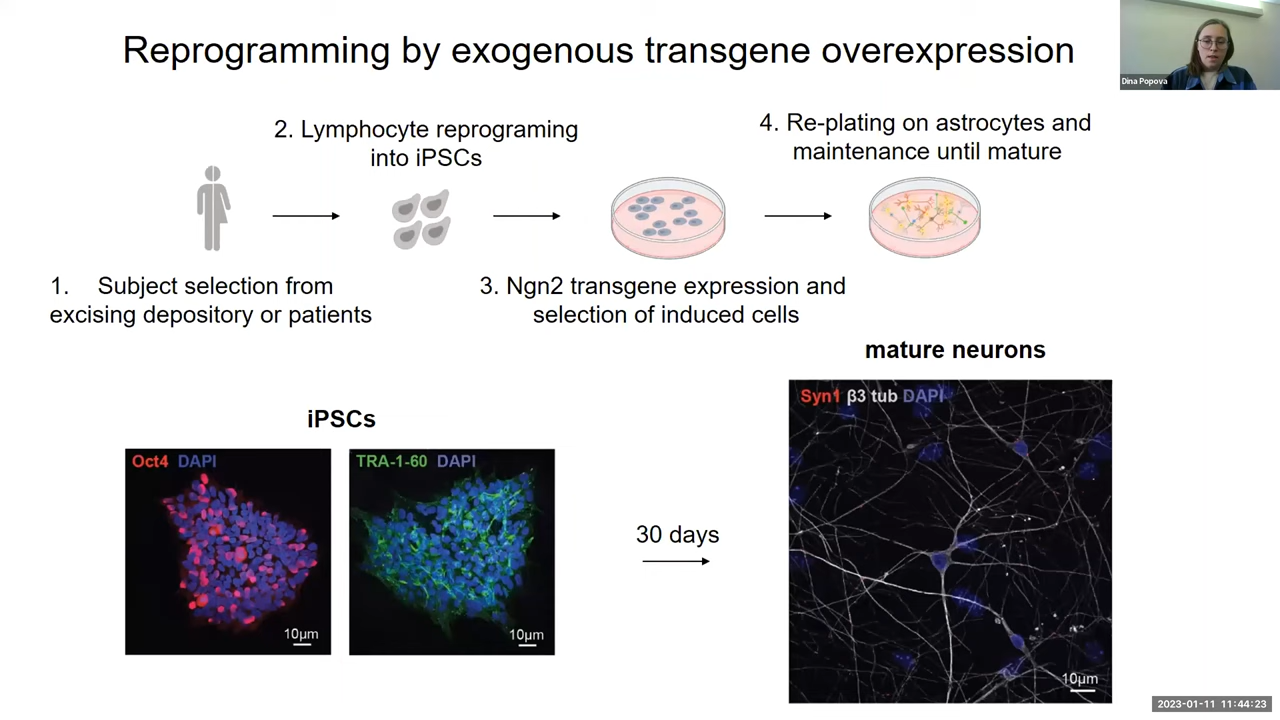 Reprogramming by exogenous transgene overexpression
Dina Popova
2. Lymphocyte reprograming
into iPSCs
4. Re-plating on astrocytes and
maintenance until mature
1. Subject selection from
excising depository or patients
3. Ngn2 transgene expression and
selection of induced cells
mature neurons
iPSCs
Syn1 β3 tub DAPI
Oct4 DAPI
TRA-1-60 DAPI
30 days
10µm
10µm
10µm
2023-01-11 11:44:23